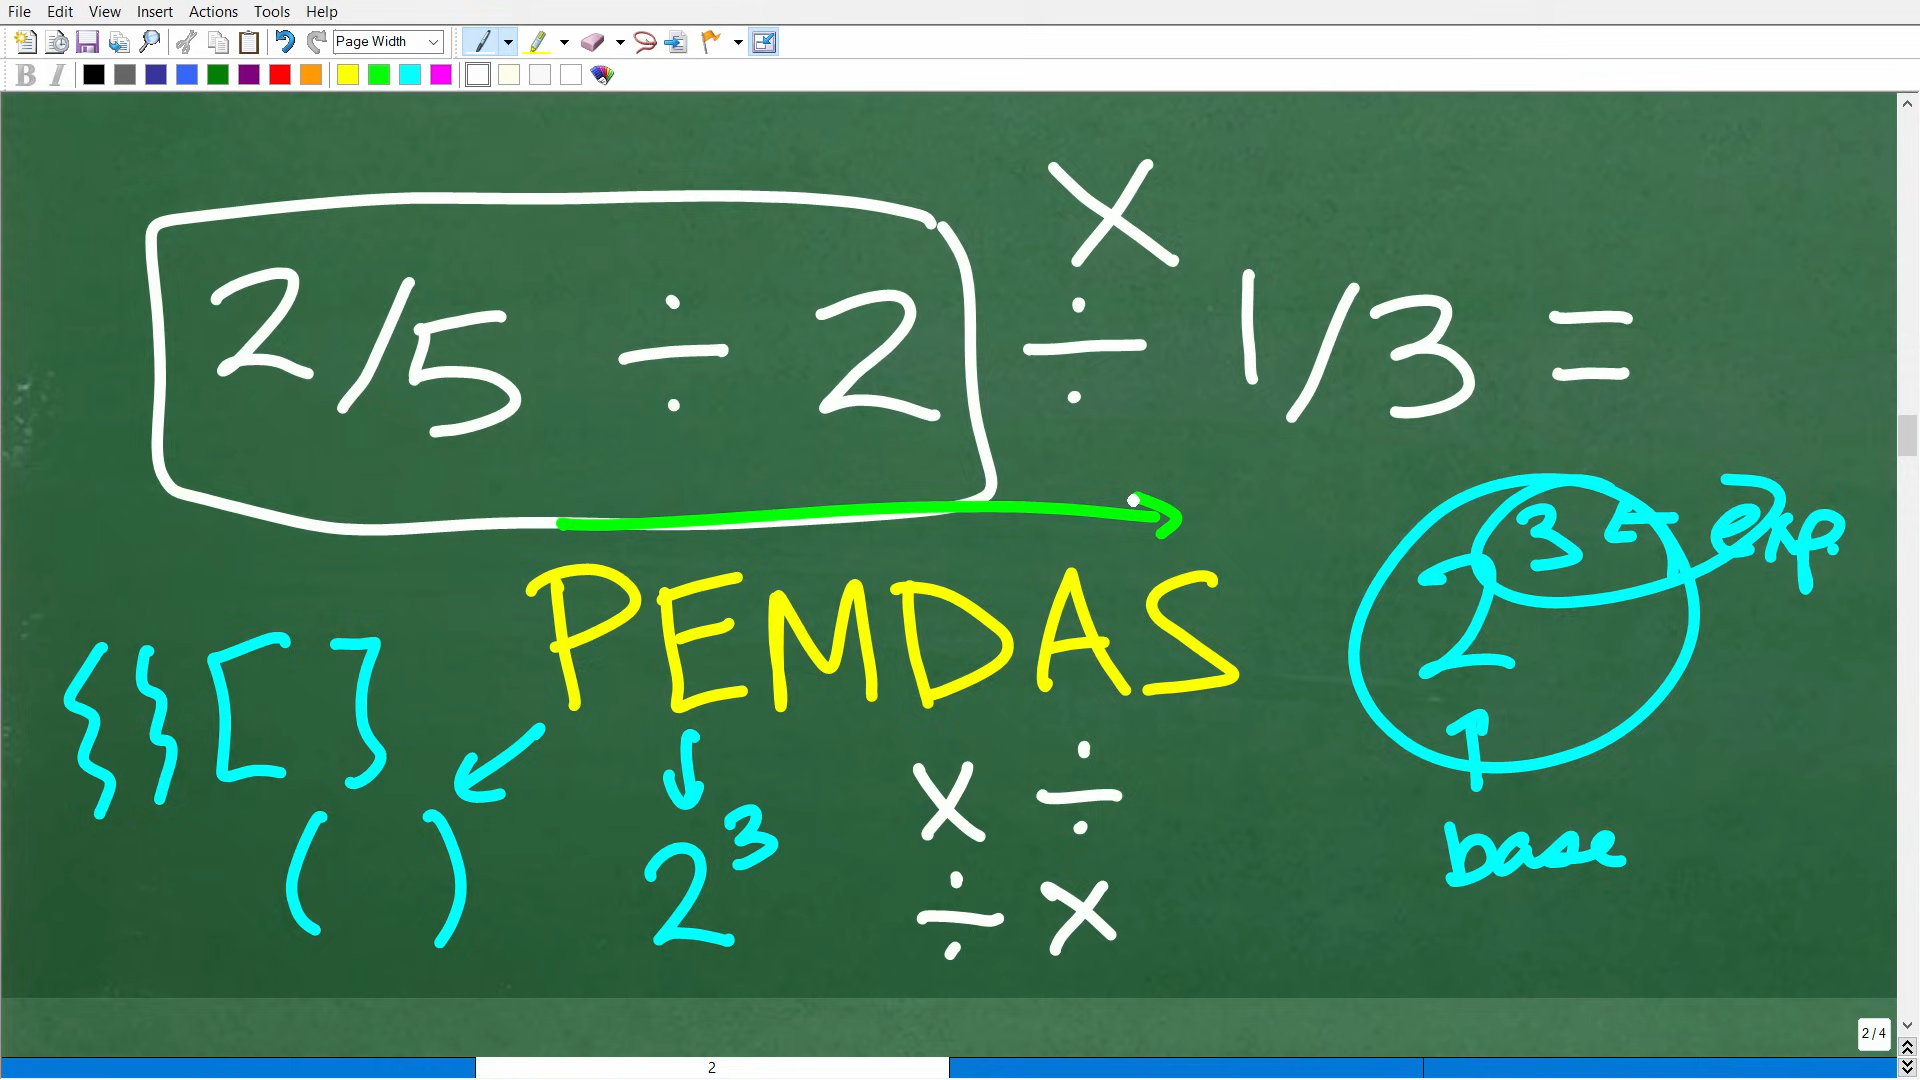 File Edit View Insert Actions Tools Help
Page Width
B I
×
2/5 ÷ 2 ÷ 1/3 =
2 3 exp.
PEMDAS
{ } [ ]
( ) 2³
× ÷
÷ ×
base
2 / 4
2